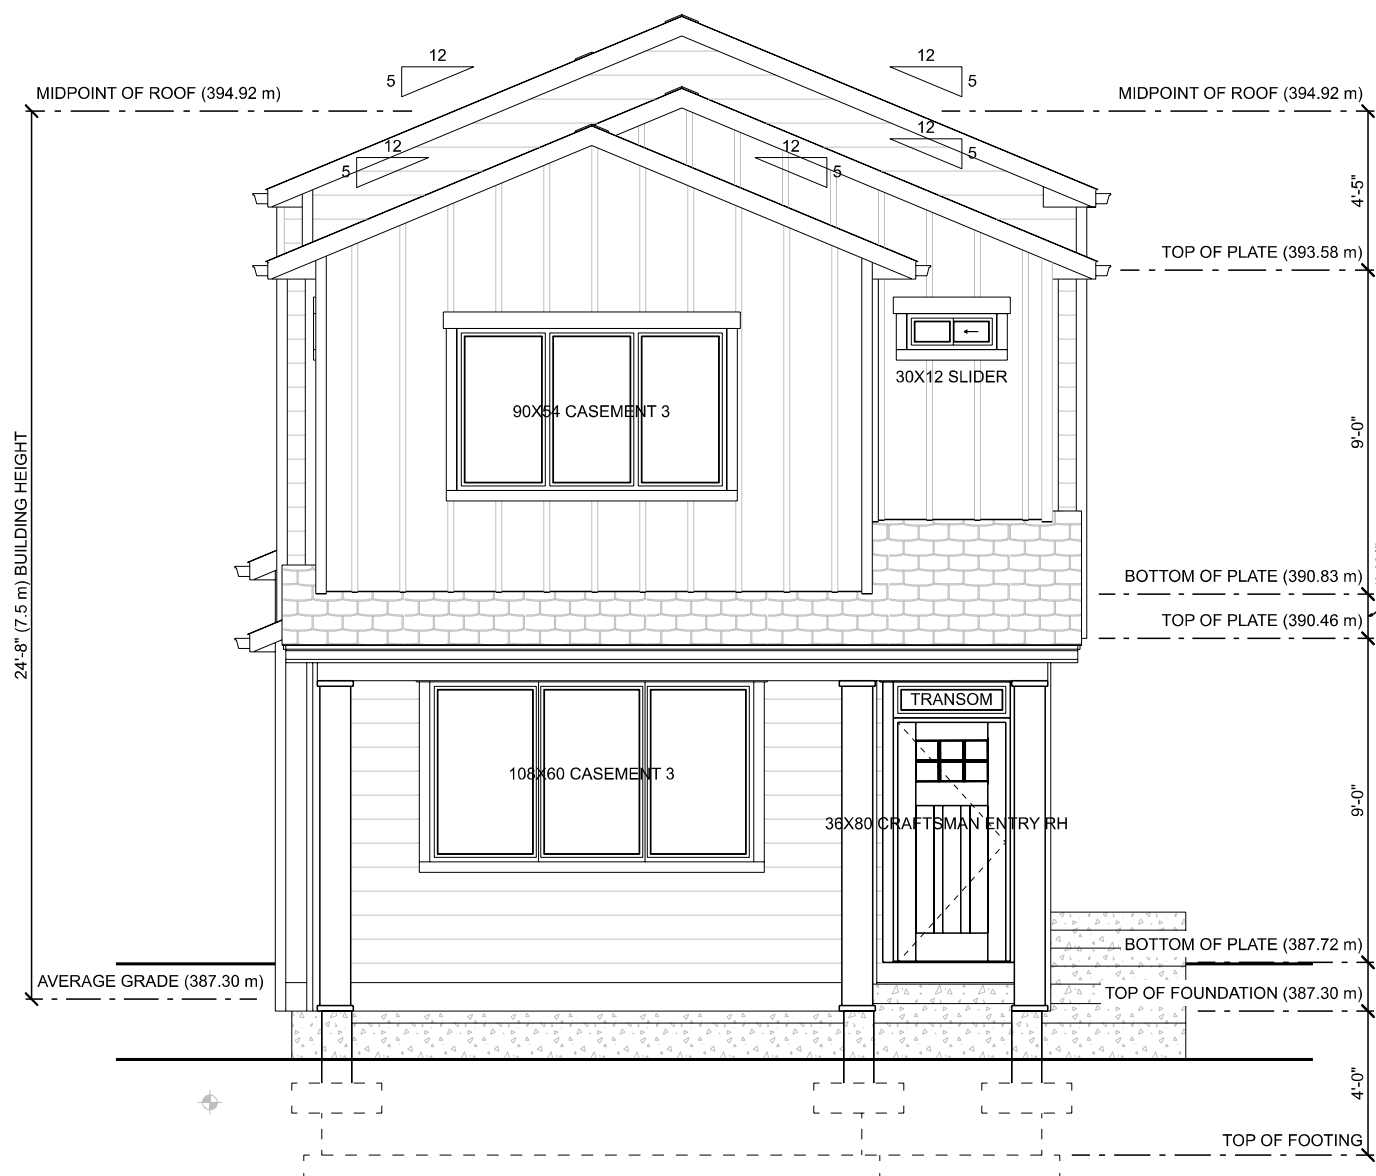 12
5
12
5
MIDPOINT OF ROOF (394.92 m)
MIDPOINT OF ROOF (394.92 m)
12
5
12
5
12
5
4'-5"
TOP OF PLATE (393.58 m)
30X12 SLIDER
90X54 CASEMENT 3
9'-0"
24'-8" (7.5 m) BUILDING HEIGHT
BOTTOM OF PLATE (390.83 m)
TOP OF PLATE (390.46 m)
TRANSOM
108X60 CASEMENT 3
36X80 CRAFTSMAN ENTRY RH
9'-0"
BOTTOM OF PLATE (387.72 m)
AVERAGE GRADE (387.30 m)
TOP OF FOUNDATION (387.30 m)
4'-0"
TOP OF FOOTING